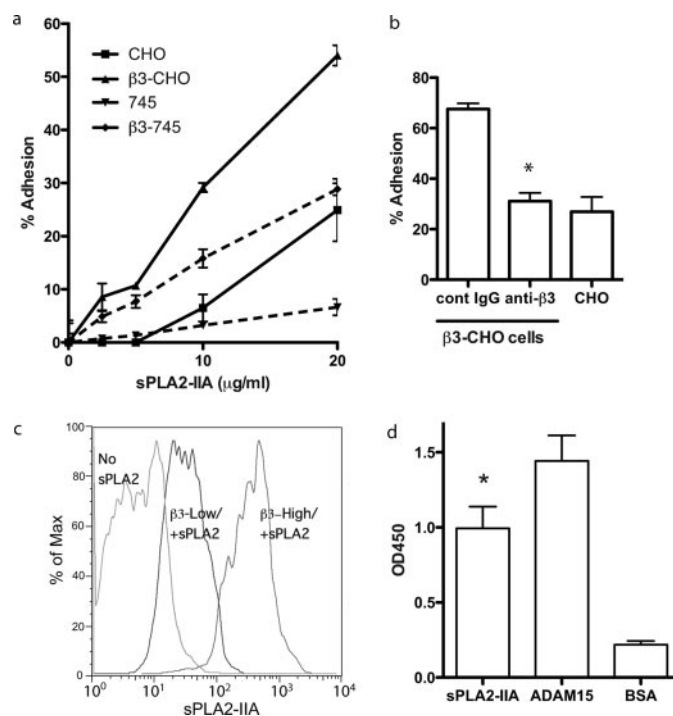 a
60
50
40
30
20
10
0
% Adhesion
CHO
β3-CHO
745
β3-745
0
10
20
sPLA2-IIA (μg/ml)
b
80
60
40
20
0
% Adhesion
*
cont IgG anti-β3 CHO
β3-CHO cells
c
100
80
60
40
20
0
% of Max
No
sPLA2
β3-Low/
+sPLA2
β3-High/
+sPLA2
10⁰ 10¹ 10² 10³ 10⁴
sPLA2-IIA
d
1.5
1.0
0.5
0.0
OD450
*
sPLA2-IIA ADAM15 BSA